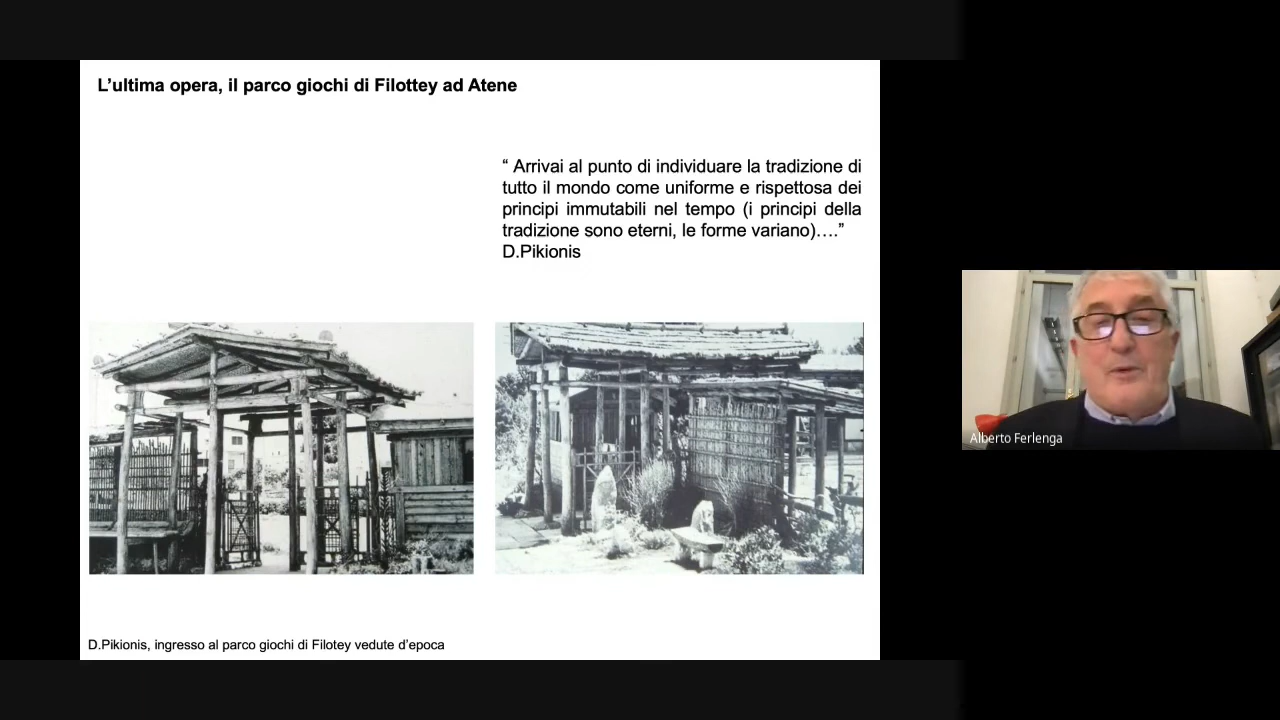 L’ultima opera, il parco giochi di Filottey ad Atene
“ Arrivai al punto di individuare la tradizione di
tutto il mondo come uniforme e rispettosa dei
principi immutabili nel tempo (i principi della
tradizione sono eterni, le forme variano)….”
D.Pikionis
Alberto Ferlenga
D.Pikionis, ingresso al parco giochi di Filotey vedute d’epoca